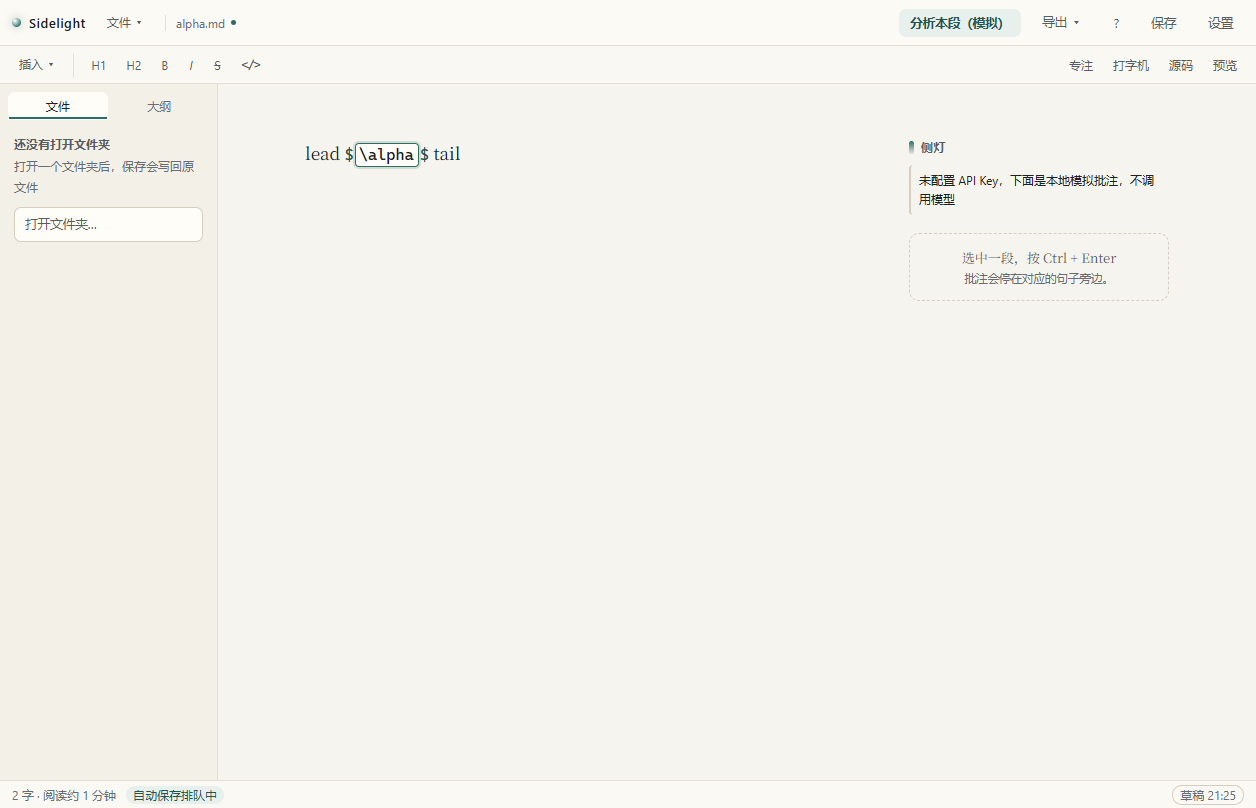 Sidelight 文件 ▾ alpha.md ● 分析本段（模拟） 导出 ▾ ? 保存 设置
插入 ▾ H1 H2 B I S </> 专注 打字机 源码 预览
文件 大纲
还没有打开文件夹
打开一个文件夹后，保存会写回原
文件
打开文件夹...
lead $\alpha$ tail
侧灯
未配置 API Key，下面是本地模拟批注，不调
用模型
选中一段，按 Ctrl + Enter
批注会停在对应的句子旁边。
2 字 · 阅读约 1 分钟 自动保存排队中 草稿 21:25